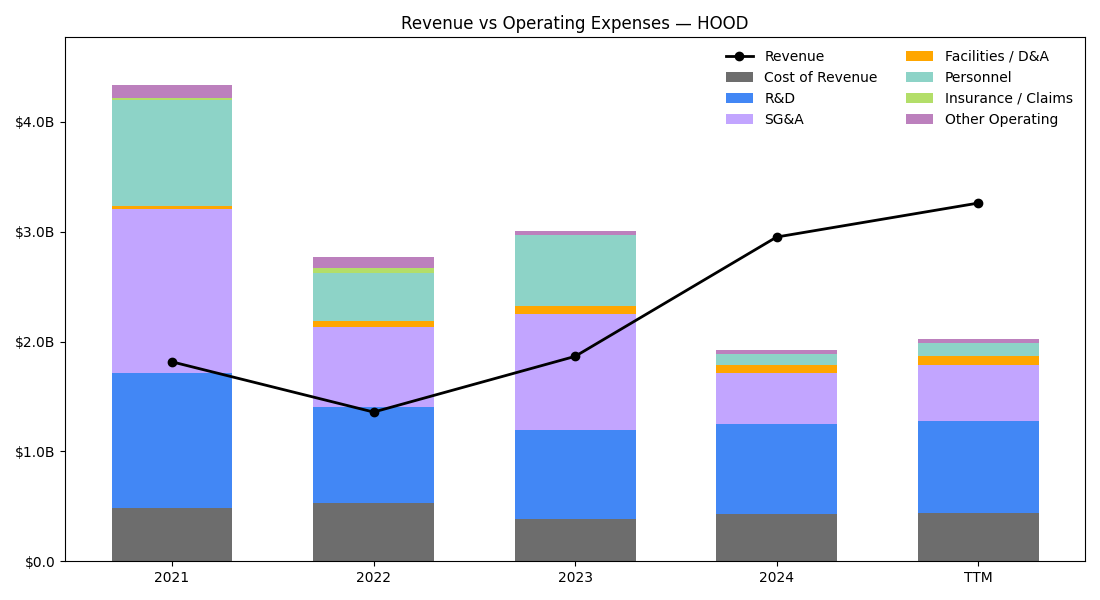 Revenue vs Operating Expenses — HOOD
Revenue
Cost of Revenue
R&D
SG&A
Facilities / D&A
Personnel
Insurance / Claims
Other Operating
$4.0B
$3.0B
$2.0B
$1.0B
$0.0
2021
2022
2023
2024
TTM